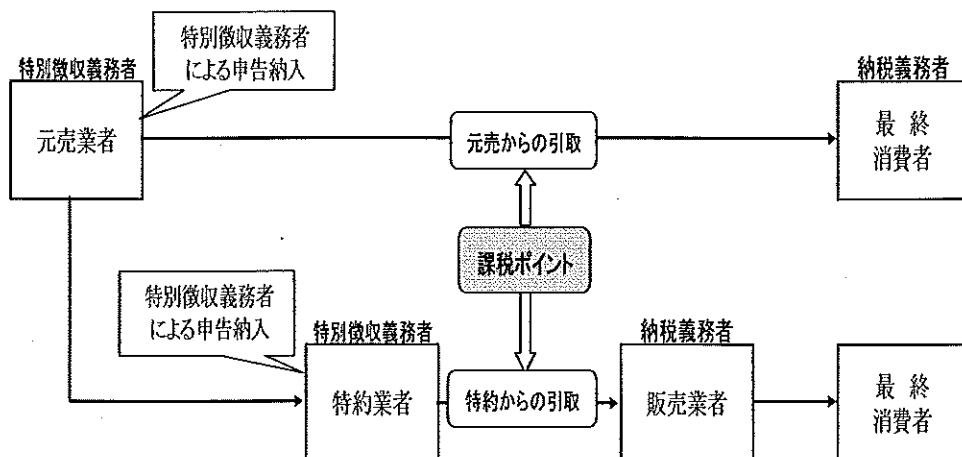 特別徴収義務者
による申告納入
特別徴収義務者
元売業者
元売からの引取
納税義務者
最終
消費者
課税ポイント
特別徴収義務者
による申告納入
特別徴収義務者
特約業者
特約からの引取
納税義務者
販売業者
最終
消費者